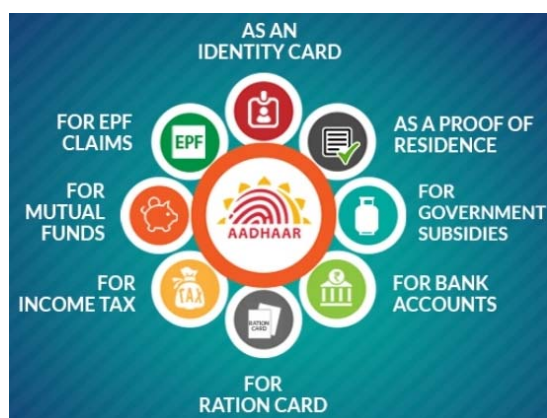 AS AN
IDENTITY CARD
FOR EPF
CLAIMS
EPF
AS A PROOF OF
RESIDENCE
FOR
MUTUAL
FUNDS
AADHAAR
FOR
GOVERNMENT
SUBSIDIES
FOR
INCOME TAX
TAX
₹
FOR BANK
ACCOUNTS
RATION
CARD
FOR
RATION CARD